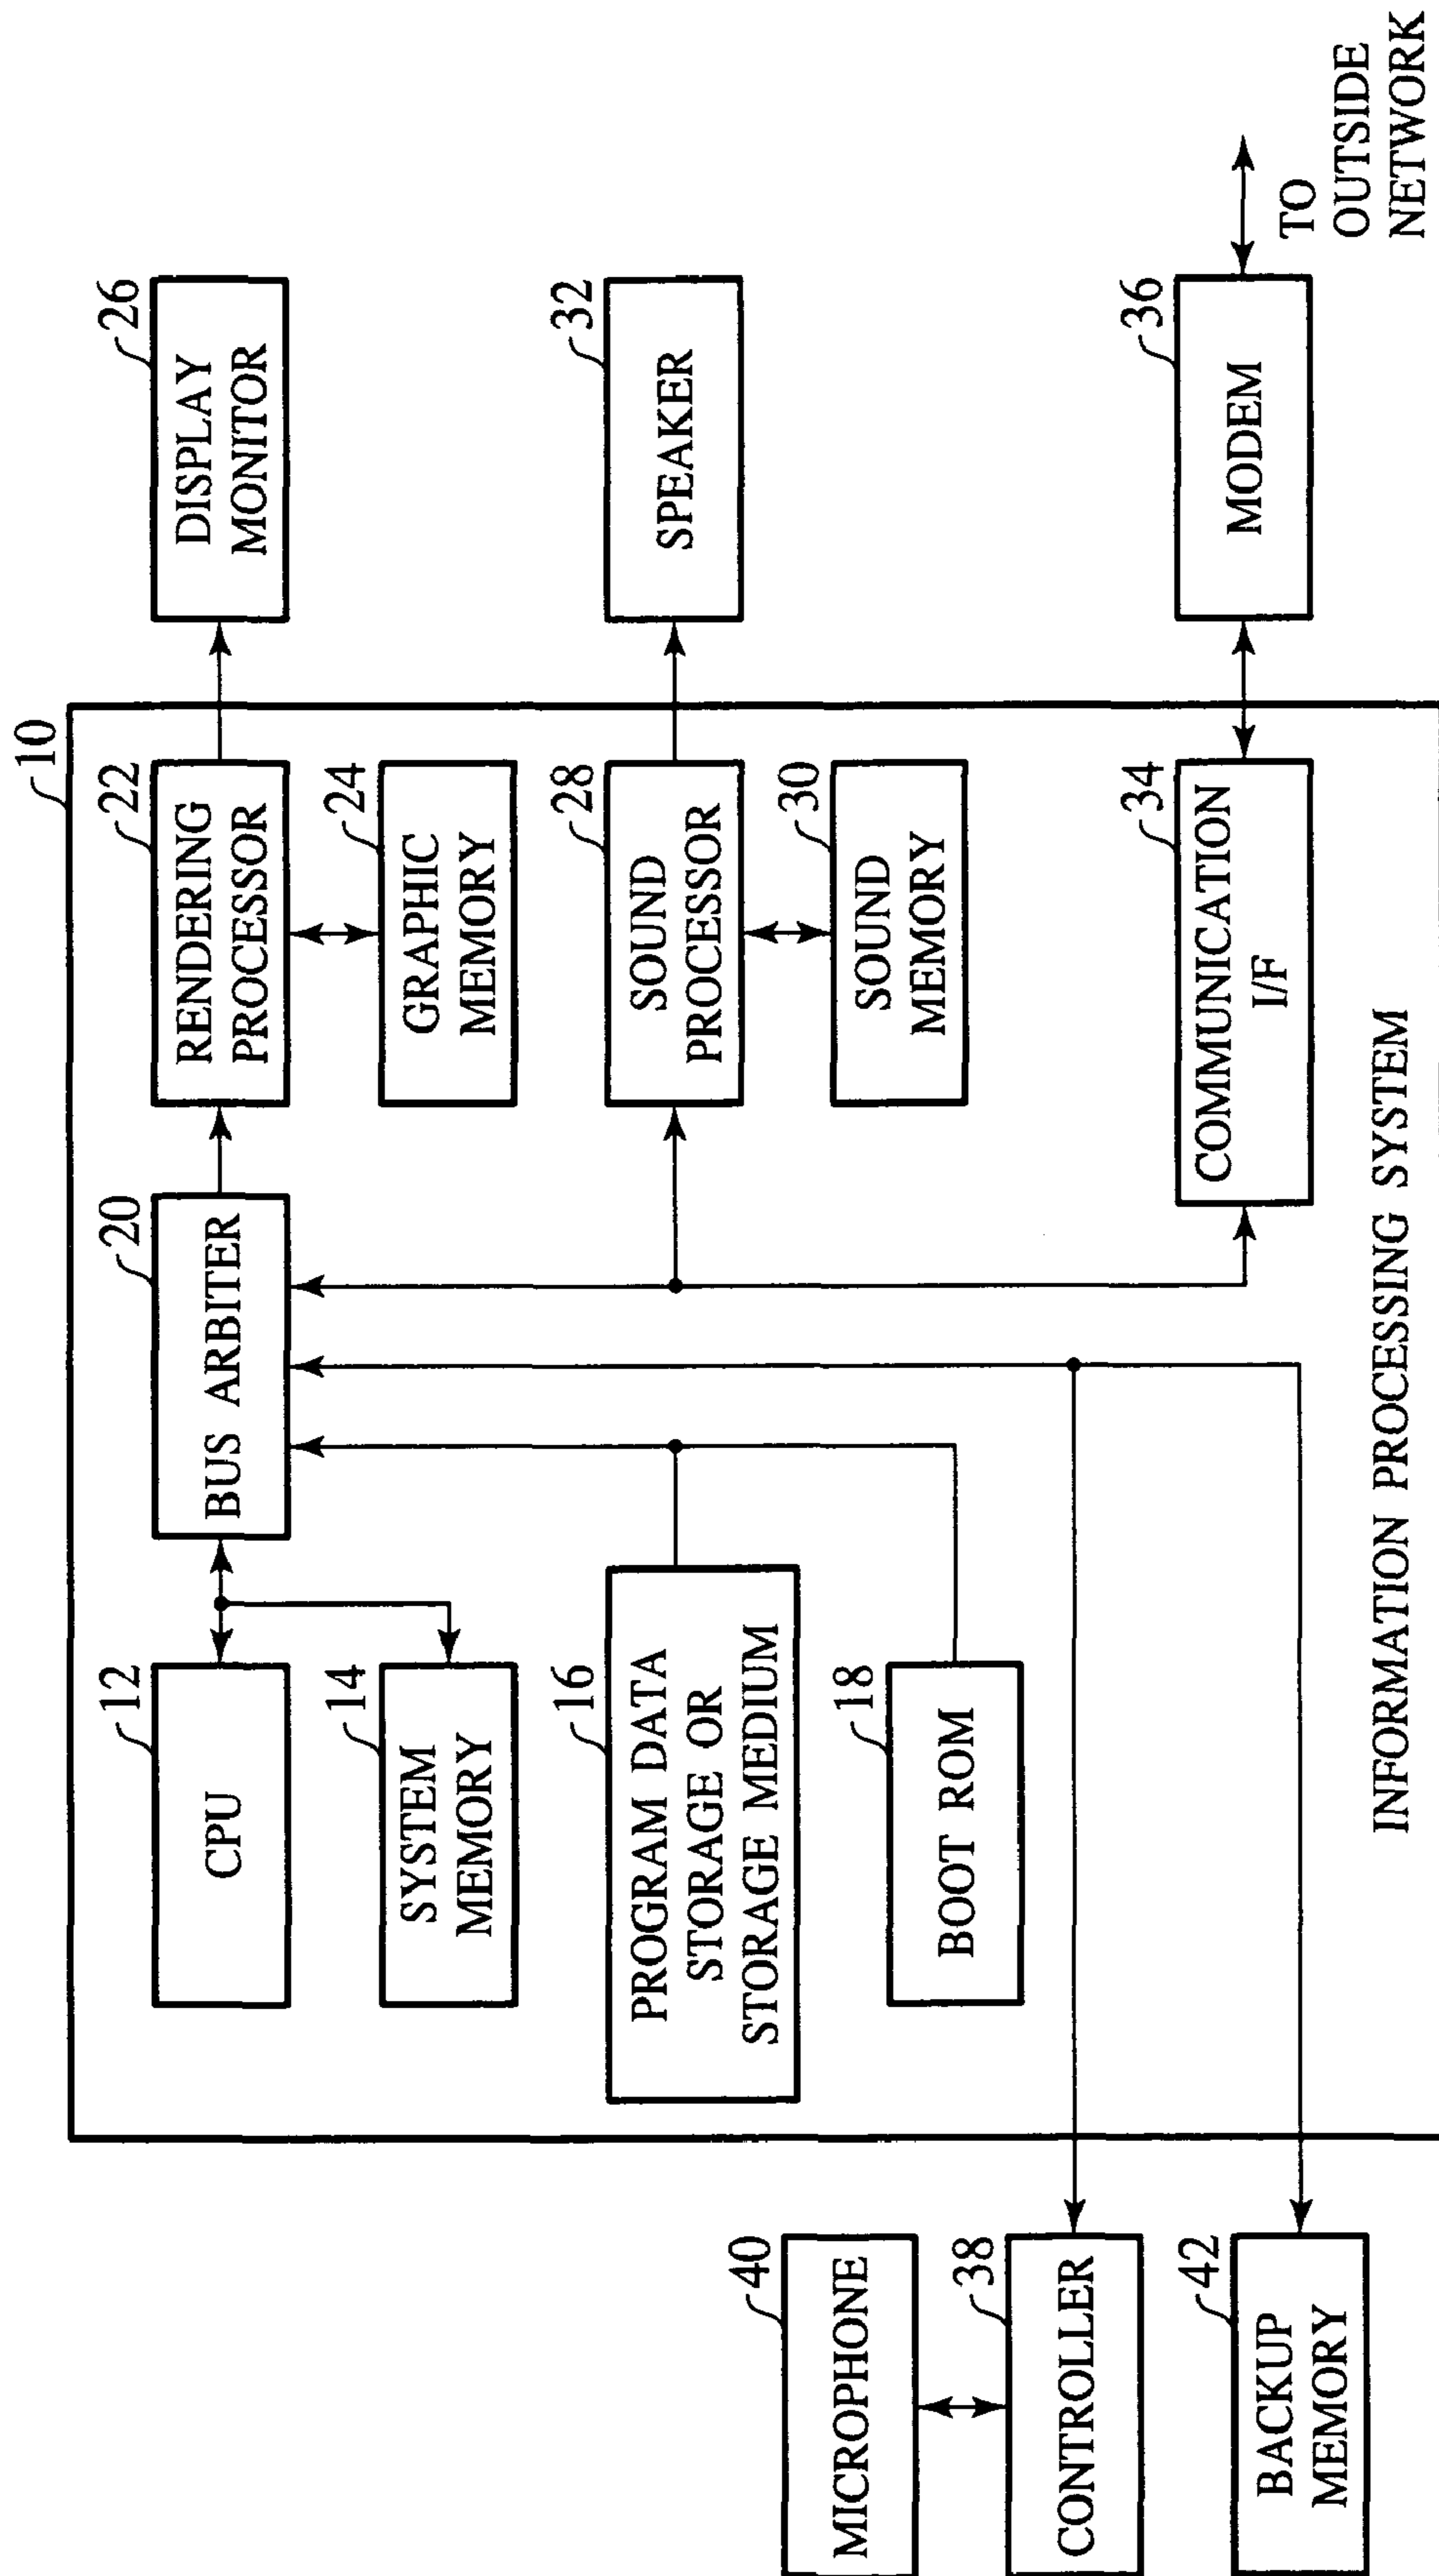 10
12
CPU
20
BUS ARBITER
22
RENDERING
PROCESSOR
26
DISPLAY
MONITOR
14
SYSTEM
MEMORY
24
GRAPHIC
MEMORY
16
PROGRAM DATA
STORAGE OR
STORAGE MEDIUM
28
SOUND
PROCESSOR
32
SPEAKER
40
MICROPHONE
18
BOOT ROM
30
SOUND
MEMORY
38
CONTROLLER
34
COMMUNICATION
I/F
36
MODEM
TO
OUTSIDE
NETWORK
42
BACKUP
MEMORY
INFORMATION PROCESSING SYSTEM